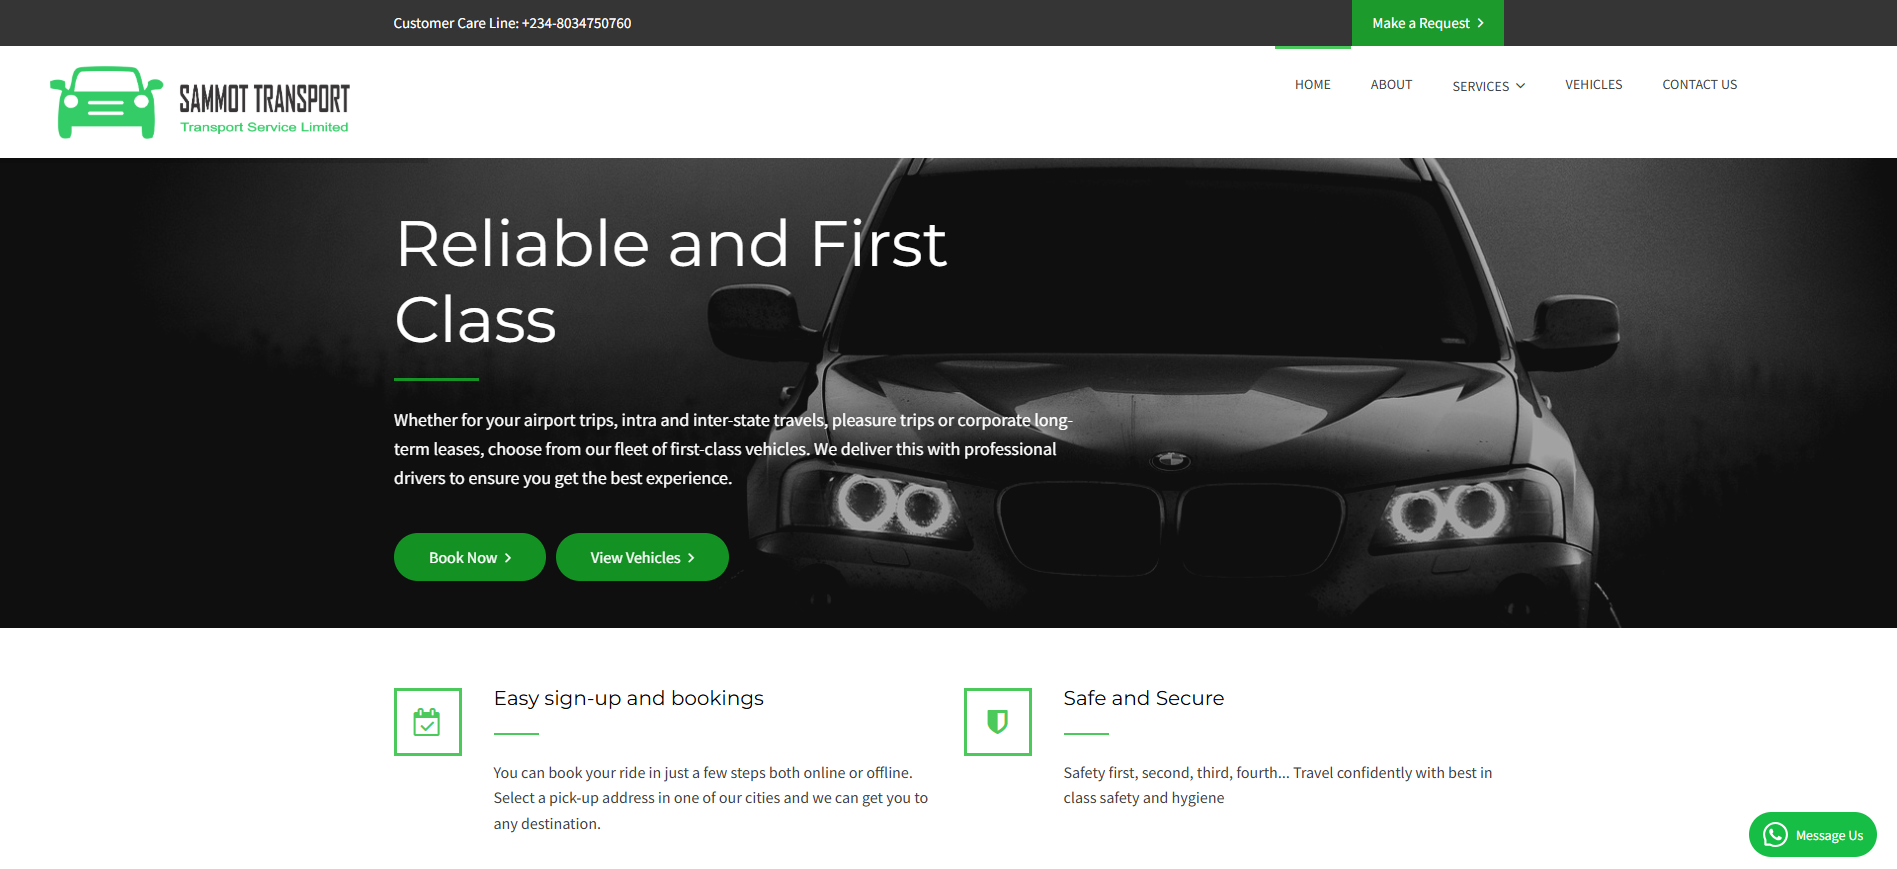 Customer Care Line: +234-8034750760
Make a Request
SAMMOT TRANSPORT
Transport Service Limited
HOME
ABOUT
SERVICES
VEHICLES
CONTACT US
Reliable and First
Class
Whether for your airport trips, intra and inter-state travels, pleasure trips or corporate long-
term leases, choose from our fleet of first-class vehicles. We deliver this with professional
drivers to ensure you get the best experience.
Book Now
View Vehicles
Easy sign-up and bookings
You can book your ride in just a few steps both online or offline.
Select a pick-up address in one of our cities and we can get you to
any destination.
Safe and Secure
Safety first, second, third, fourth... Travel confidently with best in
class safety and hygiene
Message Us